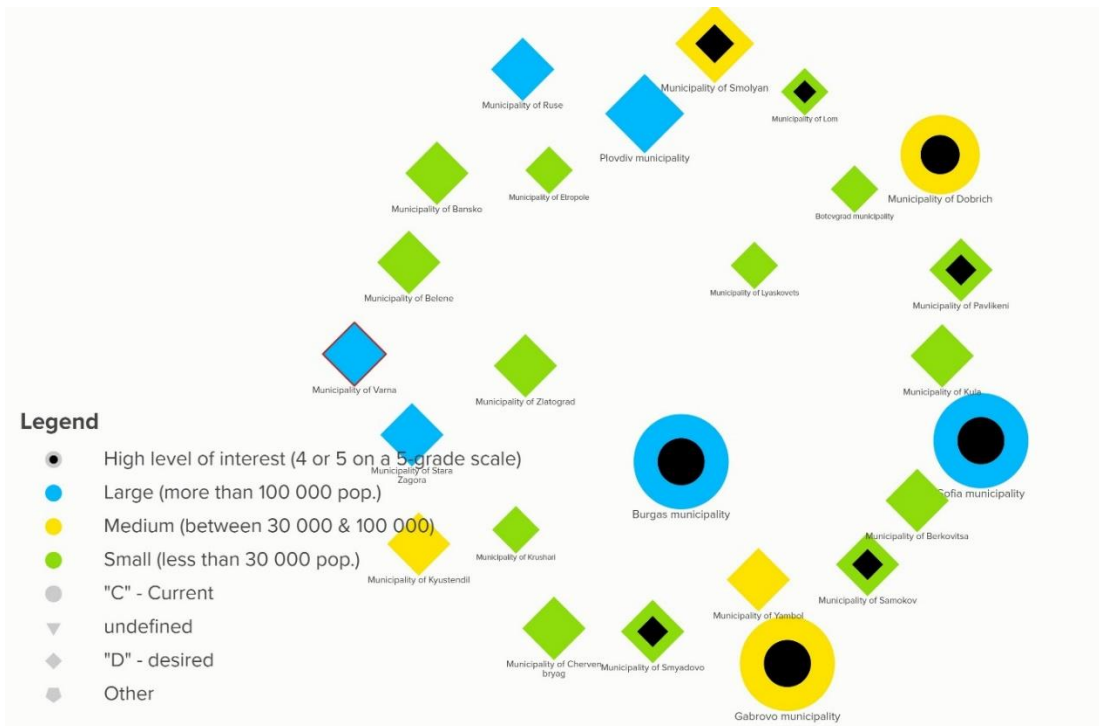 Municipality of Smolyan
Municipality of Ruse
Municipality of Lom
Plovdiv municipality
Municipality of Bansko
Municipality of Etropole
Municipality of Dobrich
Botevgrad municipality
Municipality of Belene
Municipality of Lyaskovets
Municipality of Pavlikeni
Municipality of Varna
Municipality of Zlatograd
Municipality of Kula
Legend
High level of interest (4 or 5 on a 5-grade scale)
Municipality of Stara
Zagora
Large (more than 100 000 pop.)
Sofia municipality
Burgas municipality
Medium (between 30 000 & 100 000)
Municipality of Berkovitsa
Small (less than 30 000 pop.)
Municipality of Krushari
Municipality of Kyustendil
"C" - Current
Municipality of Samokov
Municipality of Yambol
undefined
"D" - desired
Municipality of Cherven
bryag
Municipality of Smyadovo
Other
Gabrovo municipality